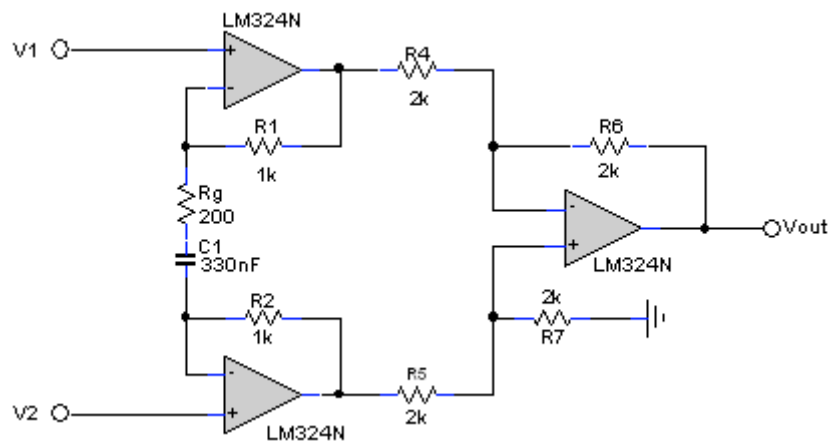 LM324N
V1
+
-
R4
2k
R1
1k
R6
2k
Rg
200
C1
330nF
-
+
Vout
LM324N
R2
1k
2k
R7
-
+
R5
2k
V2
LM324N